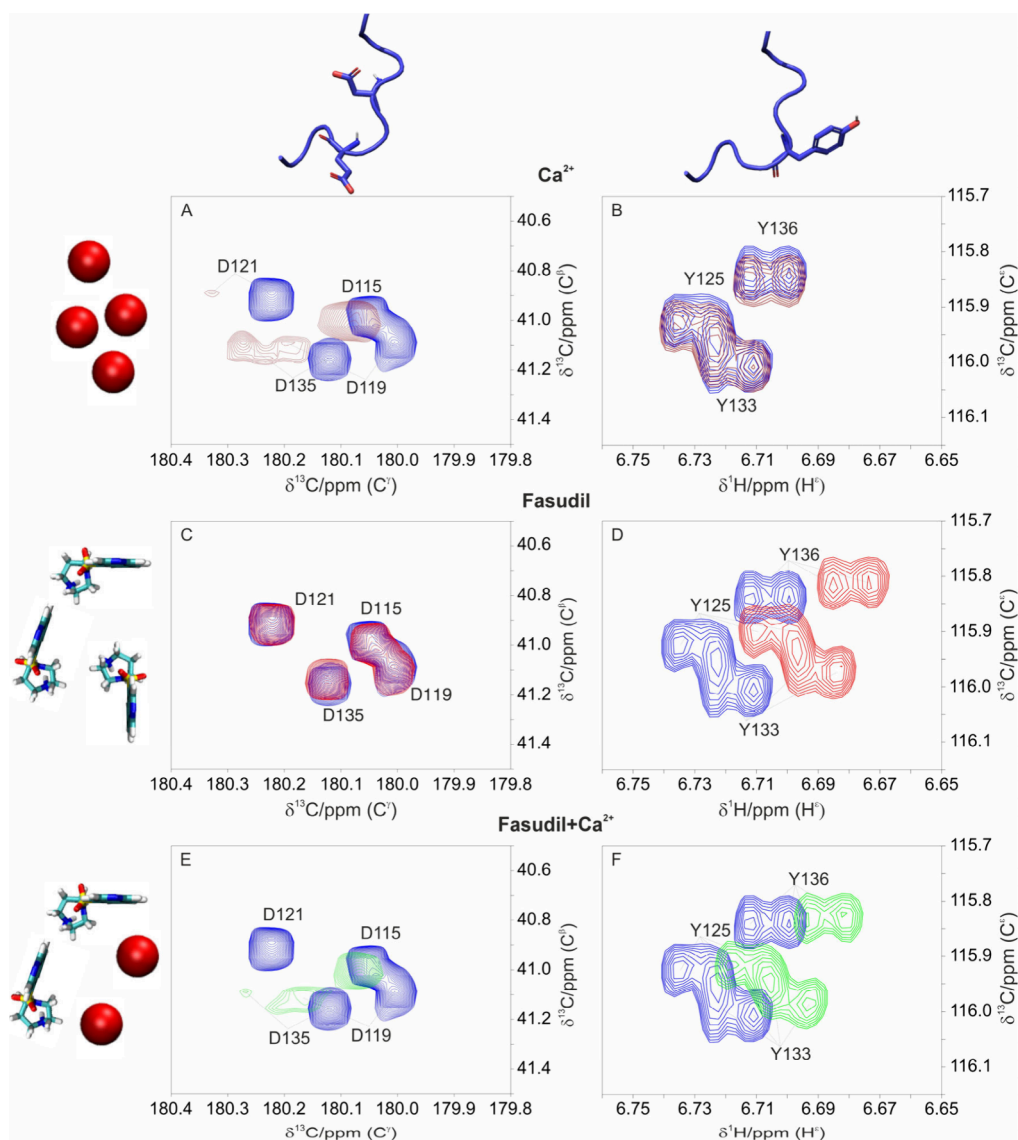 Ca²⁺
A
D121
D115
D135
D119
40.6
40.8
41.0
41.2
41.4
δ¹³C/ppm (Cᵝ)
180.4 180.3 180.2 180.1 180.0 179.9 179.8
δ¹³C/ppm (Cᵞ)
B
Y136
Y125
Y133
115.7
115.8
115.9
116.0
116.1
δ¹³C/ppm (Cᵋ)
6.75 6.73 6.71 6.69 6.67 6.65
δ¹H/ppm (Hᵋ)
Fasudil
C
D121
D115
D135
D119
40.6
40.8
41.0
41.2
41.4
δ¹³C/ppm (Cᵝ)
180.4 180.3 180.2 180.1 180.0 179.9 179.8
δ¹³C/ppm (Cᵞ)
D
Y136
Y125
Y133
115.7
115.8
115.9
116.0
116.1
δ¹³C/ppm (Cᵋ)
6.75 6.73 6.71 6.69 6.67 6.65
δ¹H/ppm (Hᵋ)
Fasudil+Ca²⁺
E
D121
D115
D135
D119
40.6
40.8
41.0
41.2
41.4
δ¹³C/ppm (Cᵝ)
180.4 180.3 180.2 180.1 180.0 179.9 179.8
δ¹³C/ppm (Cᵞ)
F
Y136
Y125
Y133
115.7
115.8
115.9
116.0
116.1
δ¹³C/ppm (Cᵋ)
6.75 6.73 6.71 6.69 6.67 6.65
δ¹H/ppm (Hᵋ)